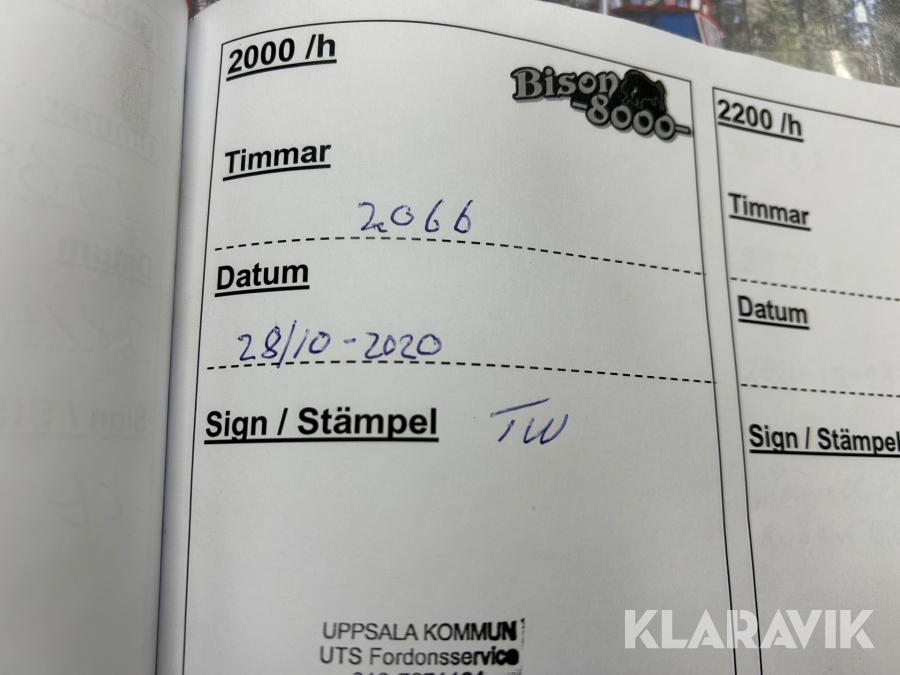 2000 /h
Bison
-8000-
Timmar
2066
Datum
28/10-2020
Sign / Stämpel TW
UPPSALA KOMMUN
UTS Fordonsservice
2200 /h
Timmar
Datum
Sign / Stämpel
KLARAVIK